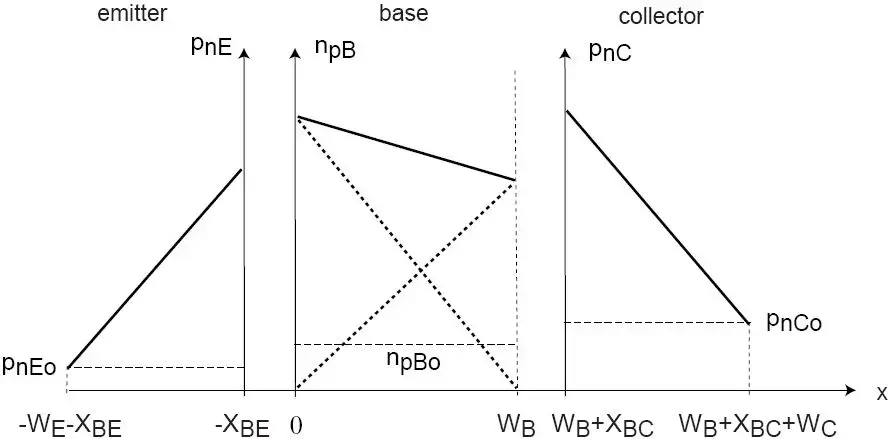 emitter base collector
pnE npB pnC
pnCo
pnEo npBo
-WE-XBE -XBE 0 WB WB+XBC WB+XBC+WC x